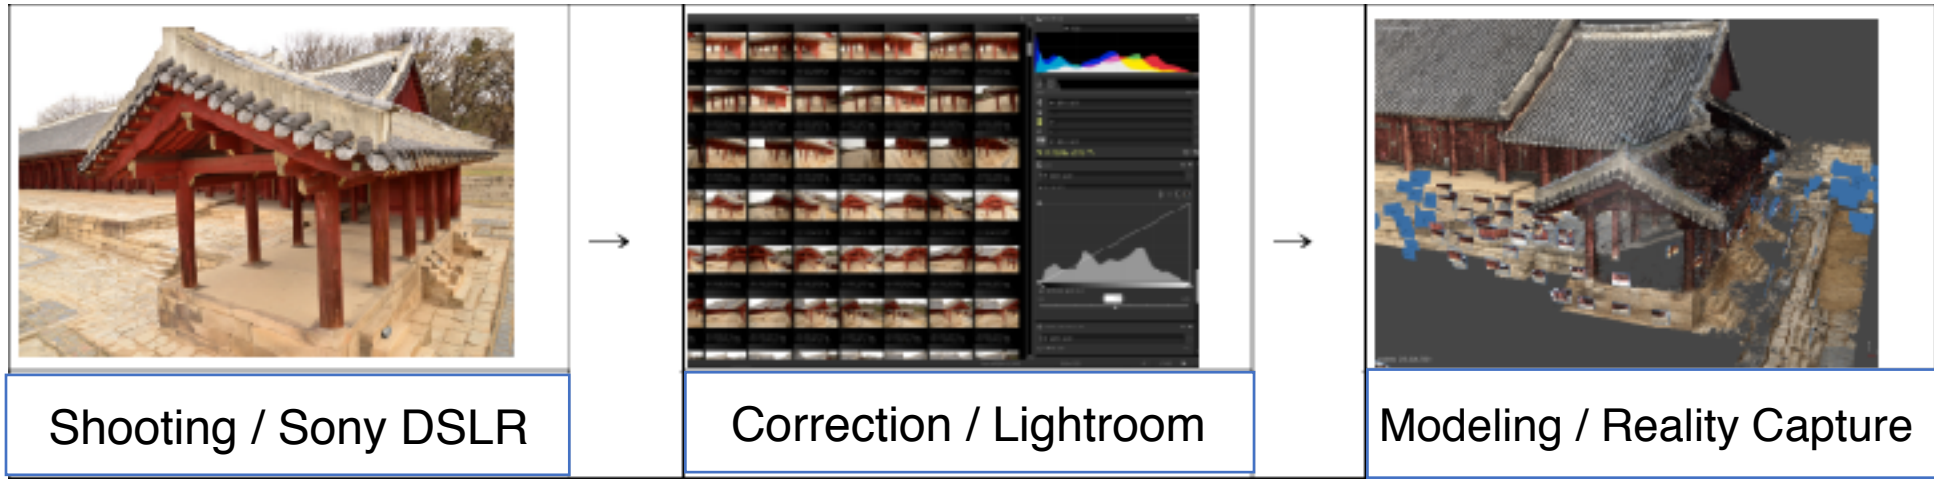 Shooting / Sony DSLR
Correction / Lightroom
Modeling / Reality Capture